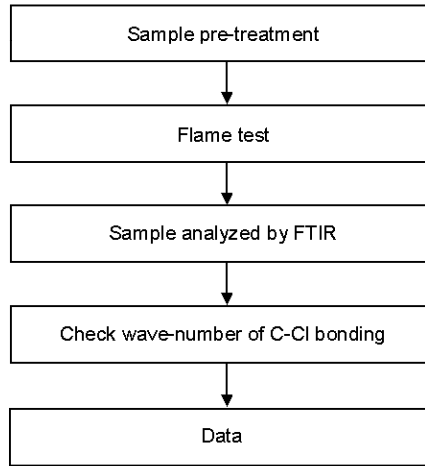 Sample pre-treatment
Flame test
Sample analyzed by FTIR
Check wave-number of C-Cl bonding
Data